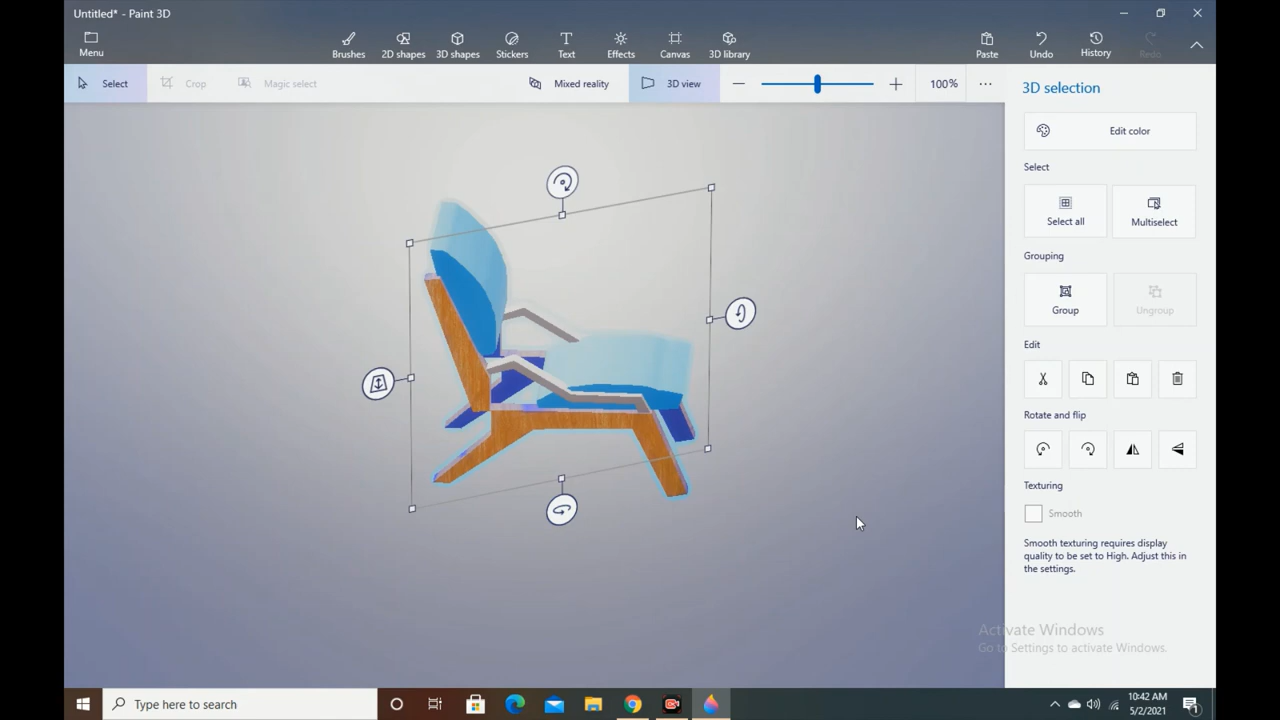 Untitled* - Paint 3D
Menu
Brushes
2D shapes
3D shapes
Stickers
Text
Effects
Canvas
3D library
Paste
Undo
History
Redo
Select
Crop
Magic select
Mixed reality
3D view
100%
3D selection
Edit color
Select
Select all
Multiselect
Grouping
Group
Ungroup
Edit
Rotate and flip
Texturing
Smooth
Smooth texturing requires display
quality to be set to High. Adjust this in
the settings.
Activate Windows
Go to Settings to activate Windows.
Type here to search
10:42 AM
5/2/2021
1